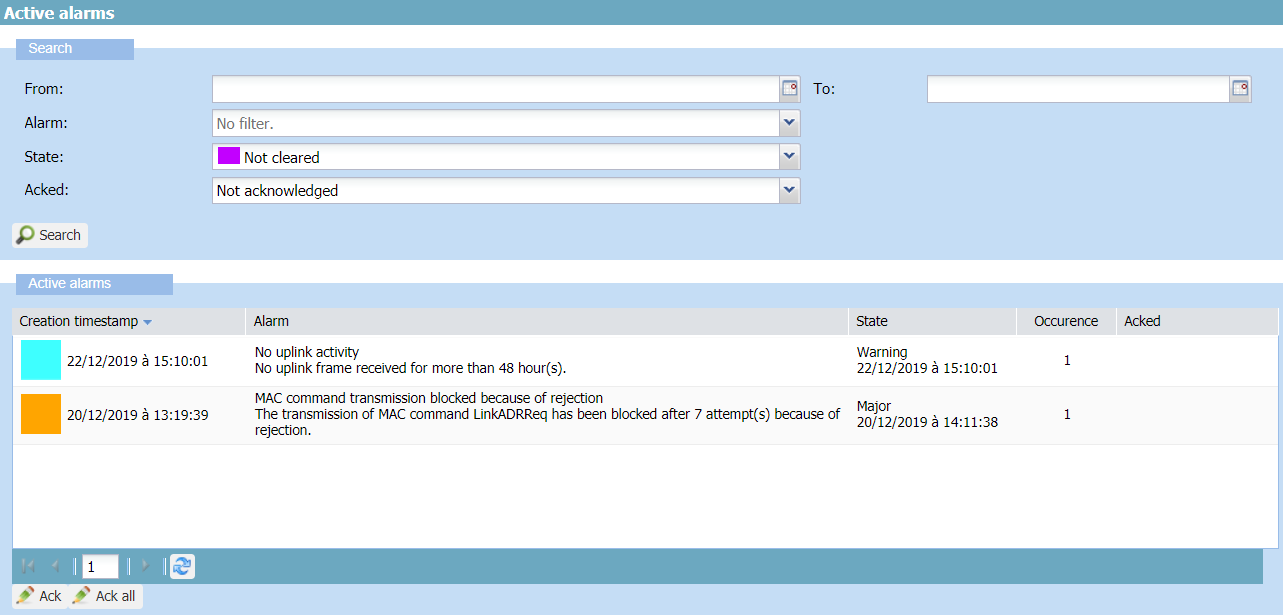 Active alarms
Search
From:
To:
Alarm:
No filter.
State:
Not cleared
Acked:
Not acknowledged
Search
Active alarms
Creation timestamp Alarm State Occurence Acked
22/12/2019 à 15:10:01
No uplink activity
No uplink frame received for more than 48 hour(s).
Warning
22/12/2019 à 15:10:01
1
20/12/2019 à 13:19:39
MAC command transmission blocked because of rejection
The transmission of MAC command LinkADRReq has been blocked after 7 attempt(s) because of
rejection.
Major
20/12/2019 à 14:11:38
1
1
Ack Ack all